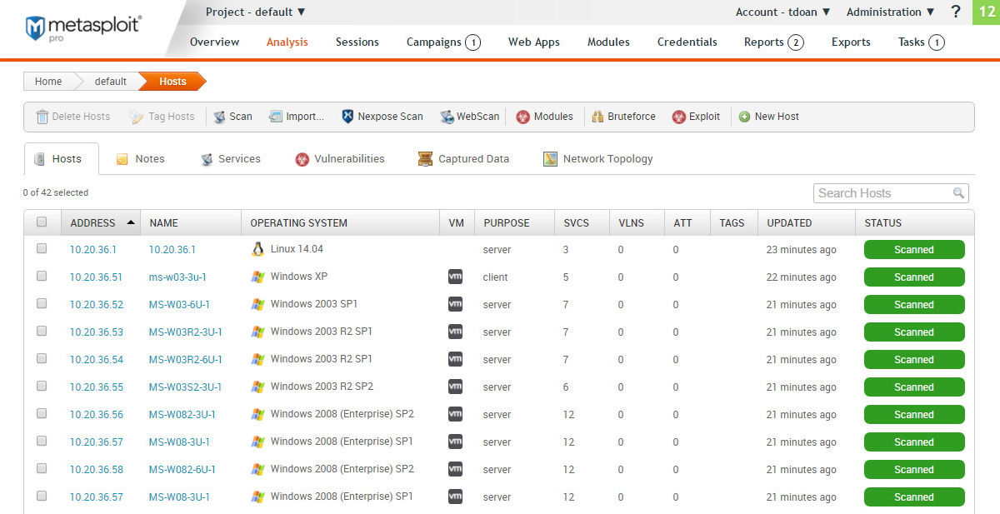 Project - default ▼ Account - tdoan ▼ Administration ▼ ? 12
metasploit®
pro
Overview Analysis Sessions Campaigns 1 Web Apps Modules Credentials Reports 2 Exports Tasks 1
Home default Hosts
Delete Hosts Tag Hosts Scan Import... Nexpose Scan WebScan Modules Bruteforce Exploit New Host
Hosts Notes Services Vulnerabilities Captured Data Network Topology
0 of 42 selected Search Hosts
ADDRESS NAME OPERATING SYSTEM VM PURPOSE SVCS VLNS ATT TAGS UPDATED STATUS
10.20.36.1 10.20.36.1 Linux 14.04 server 3 0 0 23 minutes ago Scanned
10.20.36.51 ms-w03-3u-1 Windows XP vm client 5 0 0 22 minutes ago Scanned
10.20.36.52 MS-W03-6U-1 Windows 2003 SP1 vm server 7 0 0 21 minutes ago Scanned
10.20.36.53 MS-W03R2-3U-1 Windows 2003 R2 SP1 vm server 7 0 0 21 minutes ago Scanned
10.20.36.54 MS-W03R2-6U-1 Windows 2003 R2 SP1 vm server 7 0 0 21 minutes ago Scanned
10.20.36.55 MS-W03S2-3U-1 Windows 2003 R2 SP2 vm server 6 0 0 21 minutes ago Scanned
10.20.36.56 MS-W082-3U-1 Windows 2008 (Enterprise) SP2 vm server 12 0 0 21 minutes ago Scanned
10.20.36.57 MS-W08-3U-1 Windows 2008 (Enterprise) SP1 vm server 12 0 0 21 minutes ago Scanned
10.20.36.58 MS-W082-6U-1 Windows 2008 (Enterprise) SP2 vm server 12 0 0 21 minutes ago Scanned
10.20.36.57 MS-W08-3U-1 Windows 2008 (Enterprise) SP1 vm server 12 0 0 21 minutes ago Scanned